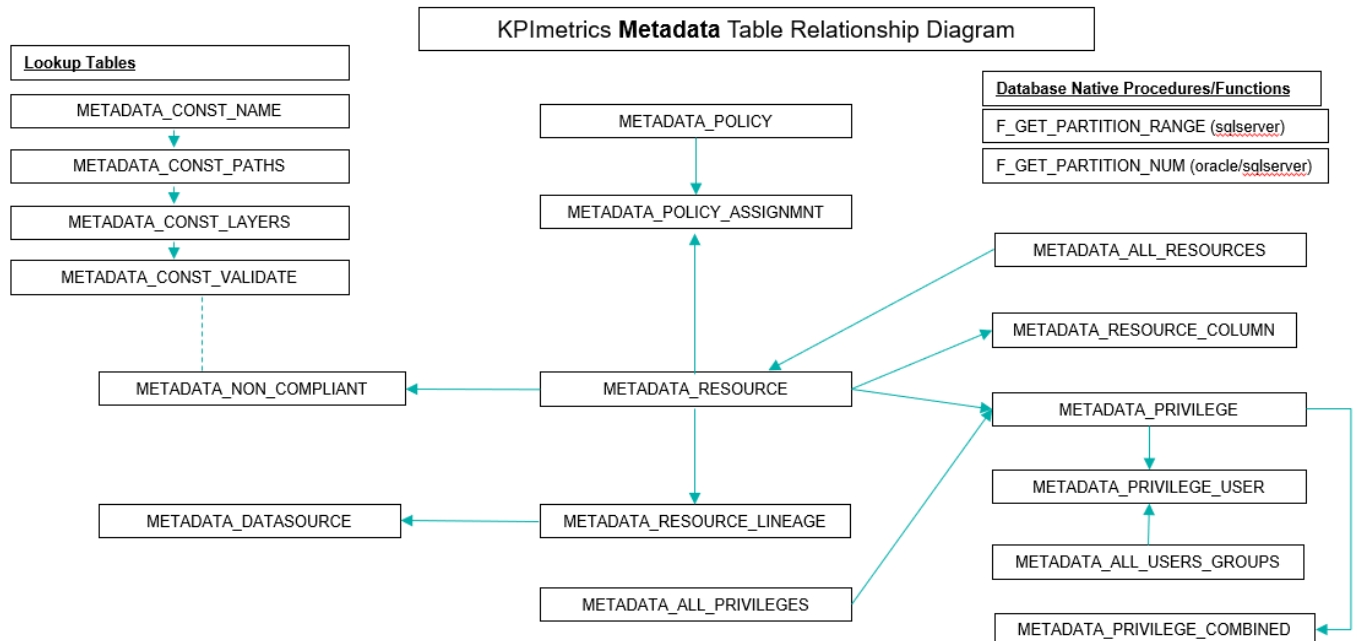 KPImetrics Metadata Table Relationship Diagram
Lookup Tables
METADATA_CONST_NAME
METADATA_CONST_PATHS
METADATA_CONST_LAYERS
METADATA_CONST_VALIDATE
METADATA_NON_COMPLIANT
METADATA_DATASOURCE
METADATA_POLICY
METADATA_POLICY_ASSIGNMNT
METADATA_RESOURCE
METADATA_RESOURCE_LINEAGE
METADATA_ALL_PRIVILEGES
Database Native Procedures/Functions
F_GET_PARTITION_RANGE (sqlserver)
F_GET_PARTITION_NUM (oracle/sqlserver)
METADATA_ALL_RESOURCES
METADATA_RESOURCE_COLUMN
METADATA_PRIVILEGE
METADATA_PRIVILEGE_USER
METADATA_ALL_USERS_GROUPS
METADATA_PRIVILEGE_COMBINED